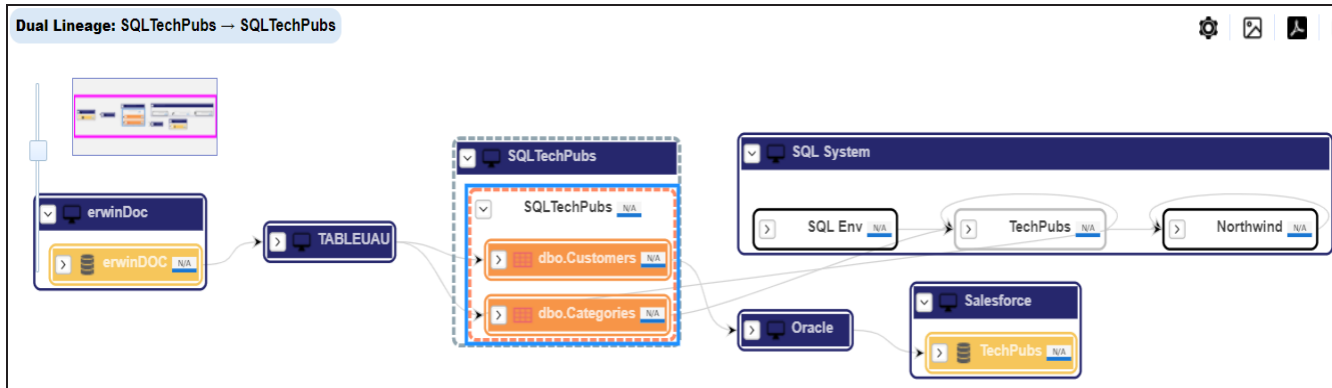 Dual Lineage: SQLTechPubs → SQLTechPubs
SQLTechPubs
SQL System
erwinDoc
SQLTechPubs N/A
TABLEUAU
SQL Env N/A
TechPubs N/A
Northwind N/A
erwinDOC N/A
dbo.Customers N/A
dbo.Categories N/A
Salesforce
Oracle
TechPubs N/A